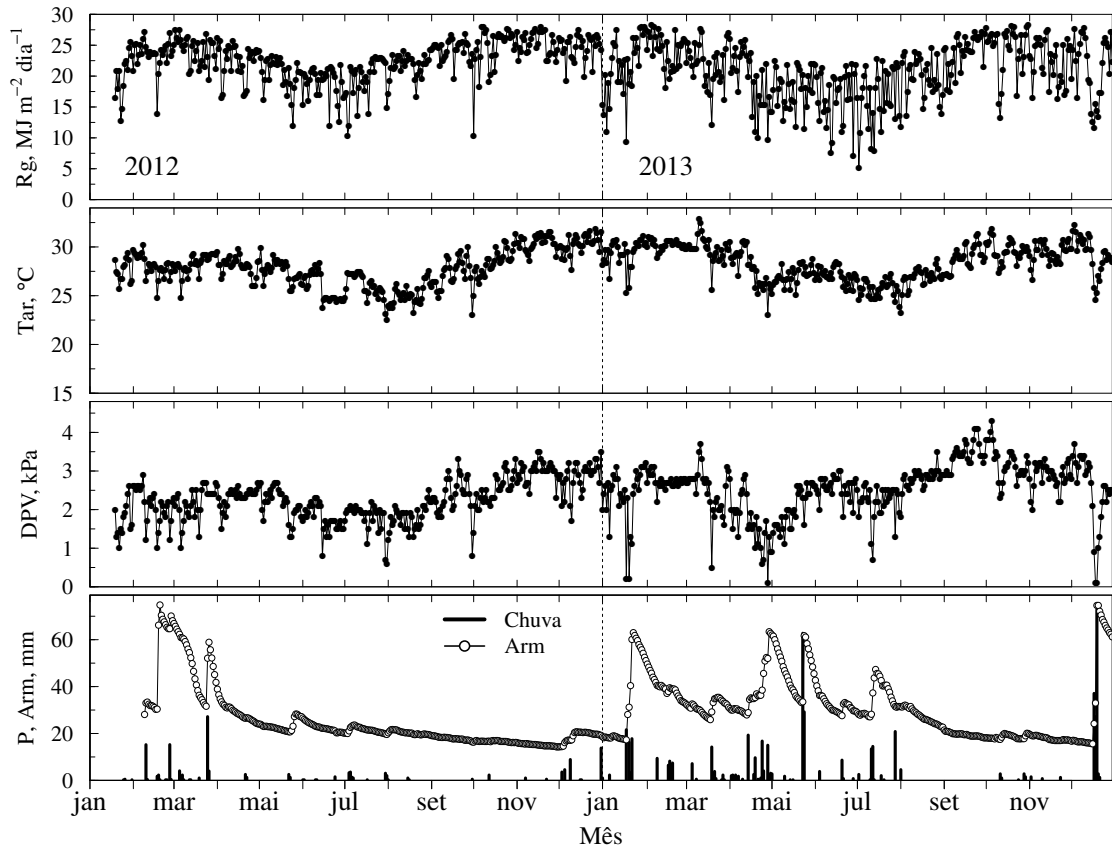 30
25
20
15
10
5
0
Rg, MJ m⁻² dia⁻¹
2012
2013
30
25
20
15
Tar, °C
4
3
2
1
0
DPV, kPa
60
40
20
0
P, Arm, mm
Chuva
Arm
jan mar mai jul set nov jan mar mai jul set nov
Mês